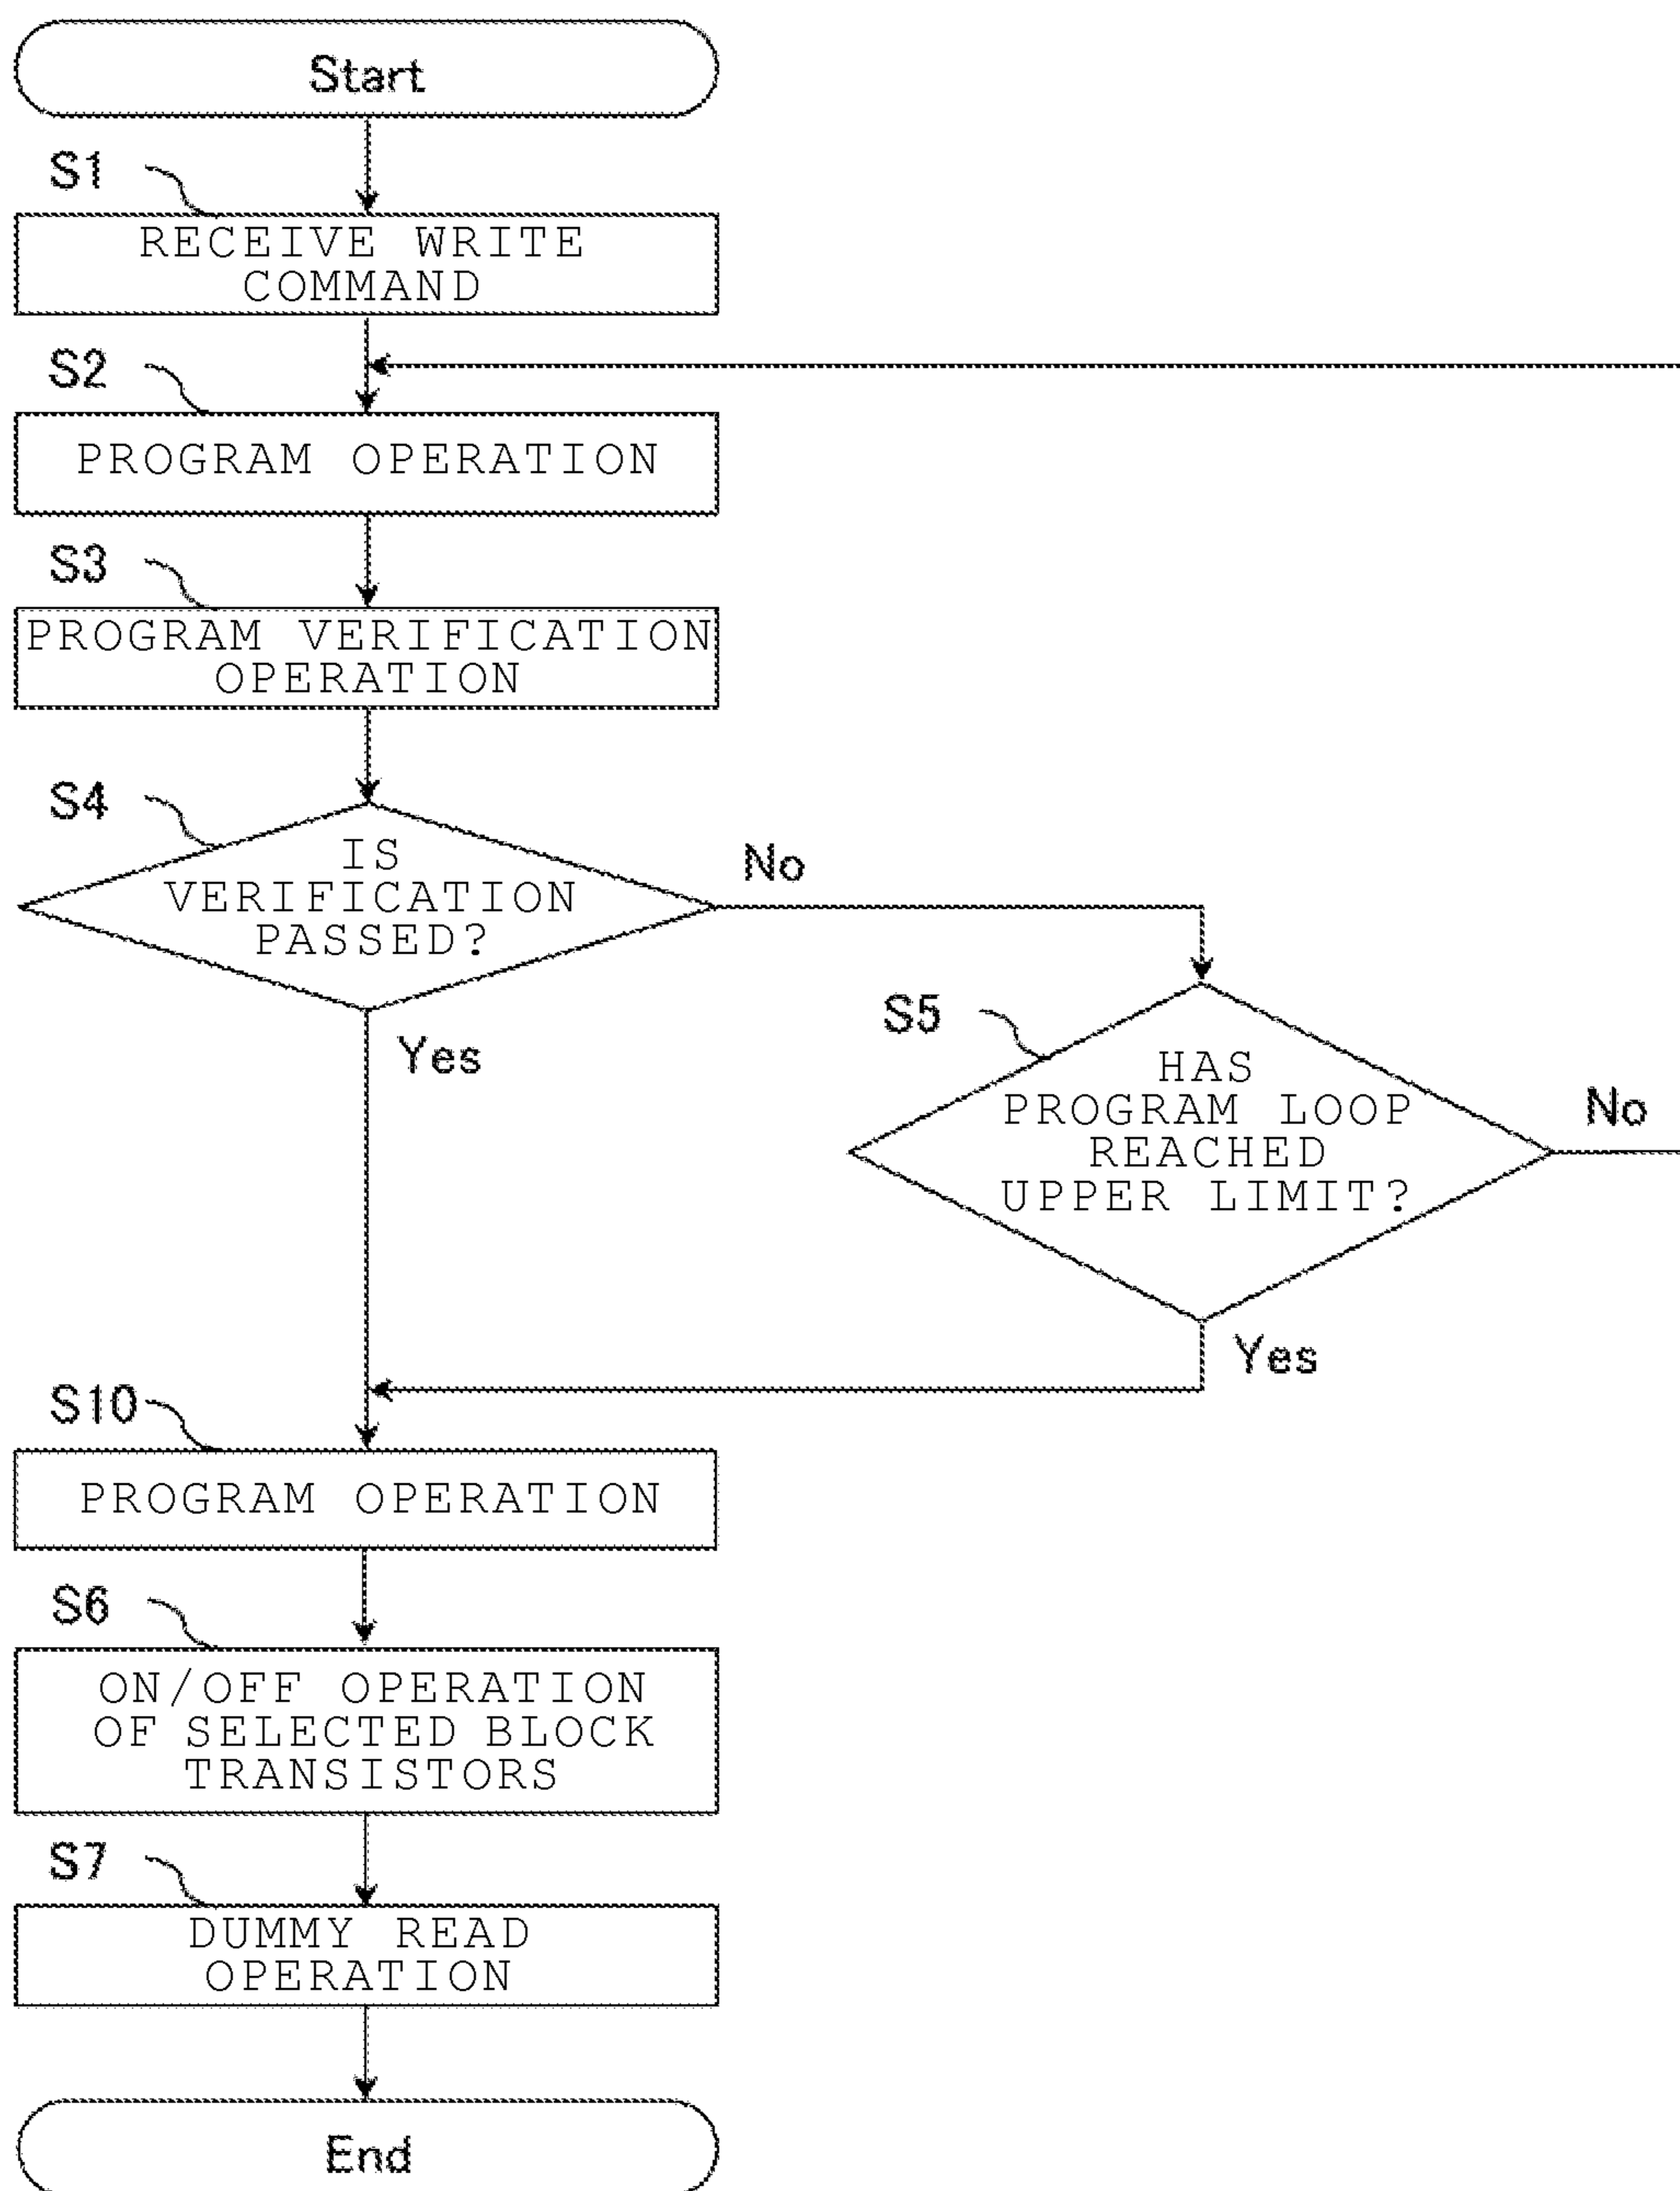 Start
S1
RECEIVE WRITE
COMMAND
S2
PROGRAM OPERATION
S3
PROGRAM VERIFICATION
OPERATION
S4
IS
VERIFICATION
PASSED?
No
Yes
S5
HAS
PROGRAM LOOP
REACHED
UPPER LIMIT?
No
Yes
S10
PROGRAM OPERATION
S6
ON/OFF OPERATION
OF SELECTED BLOCK
TRANSISTORS
S7
DUMMY READ
OPERATION
End